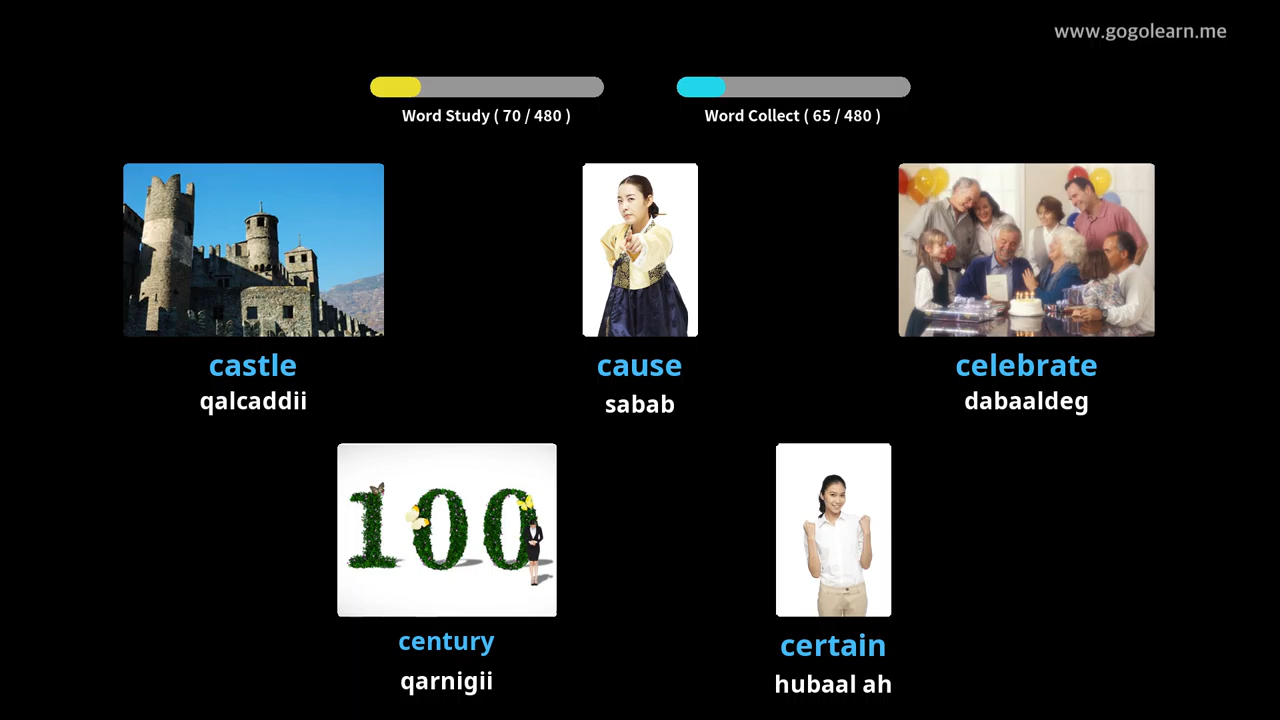 www.gogolearn.me
Word Study ( 70 / 480 )
Word Collect ( 65 / 480 )
castle
qalcaddii
cause
sabab
celebrate
dabaaldeg
100
century
qarnigii
certain
hubaal ah